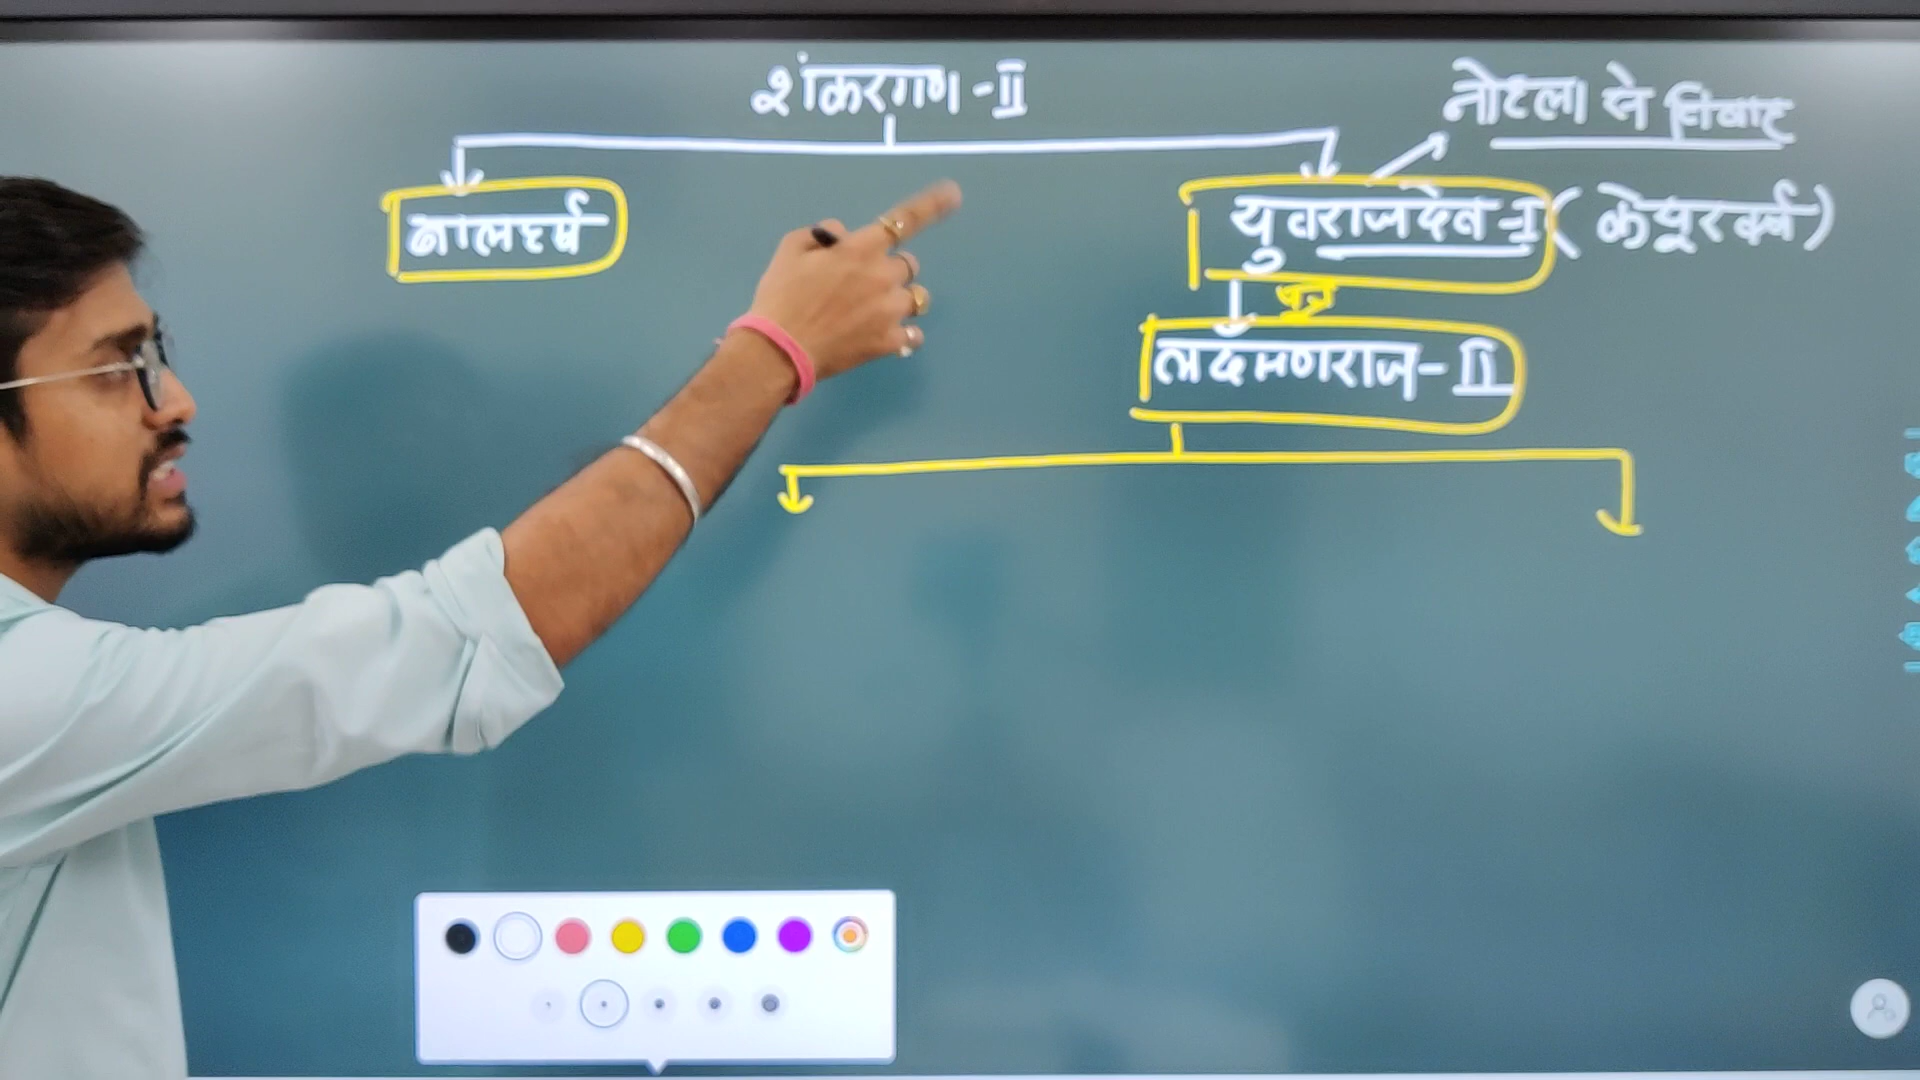 शंकरगण-II
नोहला से विवाह
बालहर्ष
युवराजदेव-I (केयूरवर्ष)
पुत्र
लक्ष्मणराज-II